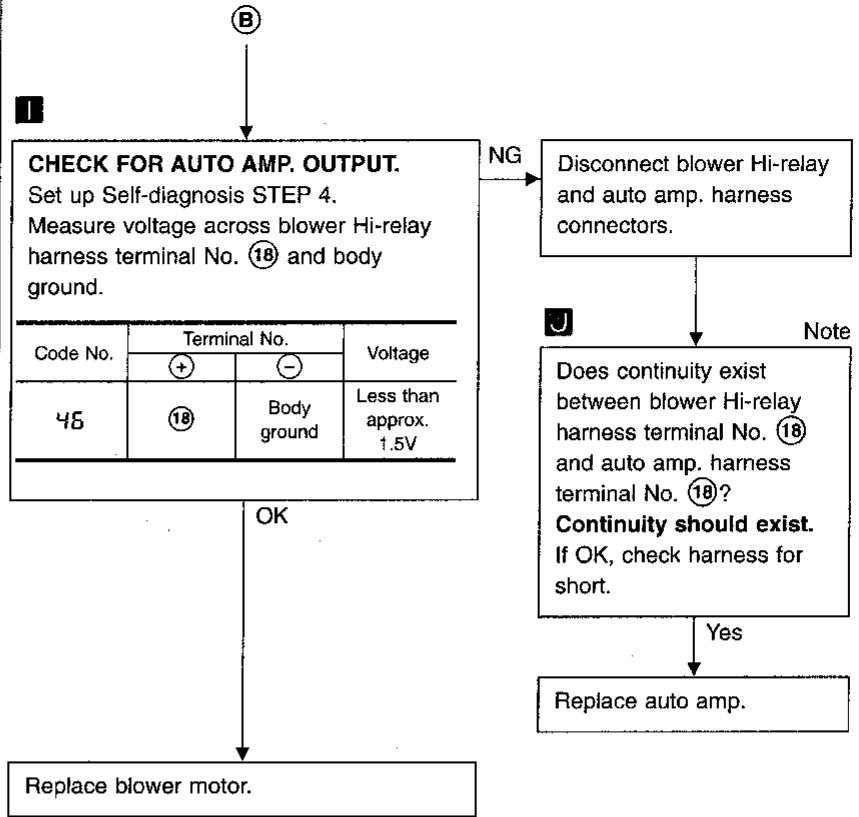 B
I
CHECK FOR AUTO AMP. OUTPUT.
Set up Self-diagnosis STEP 4.
Measure voltage across blower Hi-relay
harness terminal No. 18 and body
ground.
Code No. Terminal No. Voltage
+ −
46 18 Body ground Less than approx. 1.5V
OK
Replace blower motor.
NG
Disconnect blower Hi-relay
and auto amp. harness
connectors.
J
Note
Does continuity exist
between blower Hi-relay
harness terminal No. 18
and auto amp. harness
terminal No. 18?
Continuity should exist.
If OK, check harness for
short.
Yes
Replace auto amp.